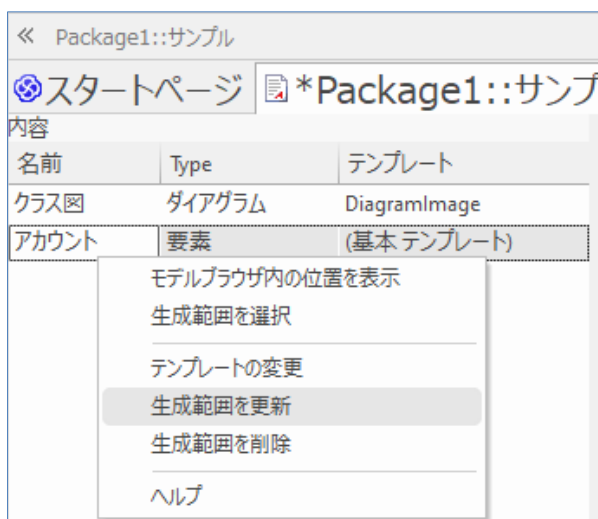 ≪ Package1::サンプル
スタートページ *Package1::サンプ
内容
名前 Type テンプレート
クラス図 ダイアグラム DiagramImage
アカウント 要素 (基本 テンプレート)
モデルブラウザ内の位置を表示
生成範囲を選択
テンプレートの変更
生成範囲を更新
生成範囲を削除
ヘルプ